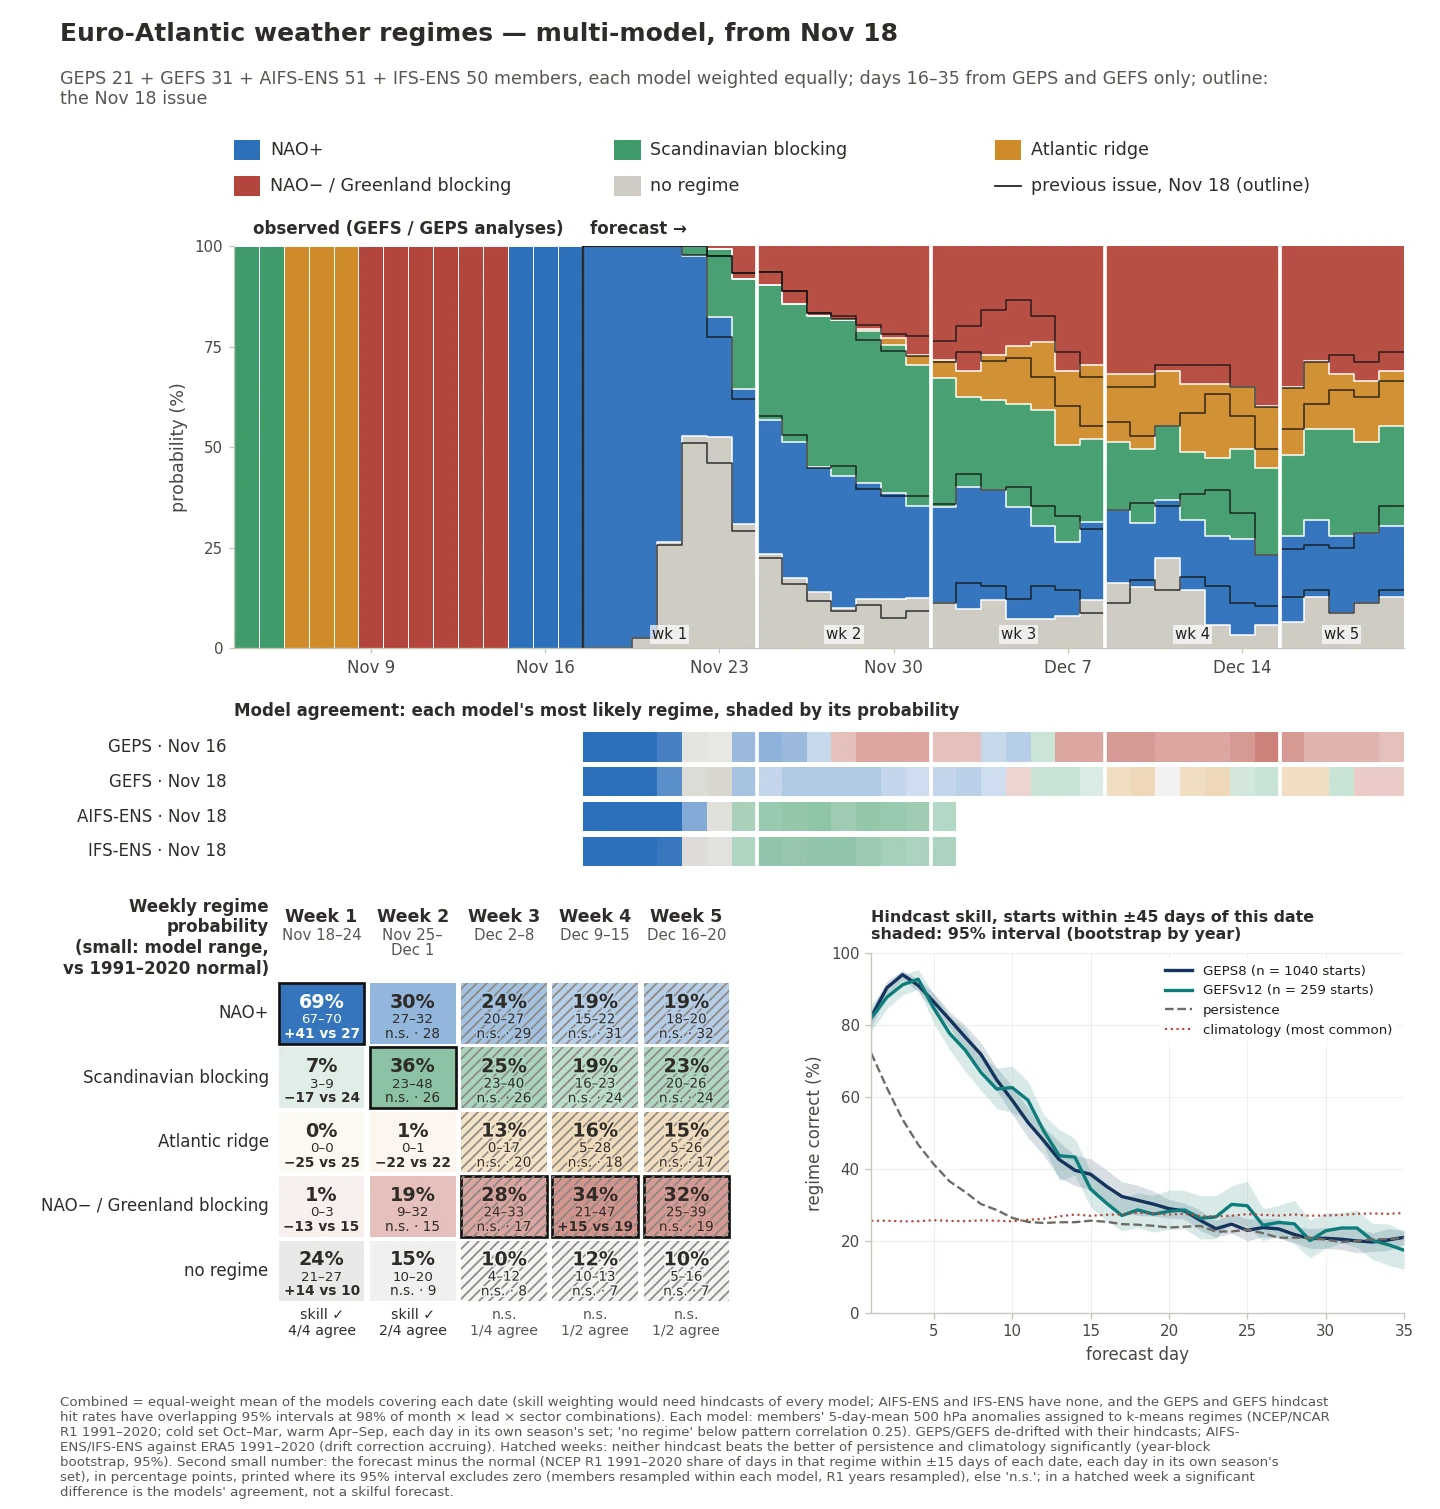 Euro-Atlantic weather regimes — multi-model, from Nov 18
GEPS 21 + GEFS 31 + AIFS-ENS 51 + IFS-ENS 50 members, each model weighted equally; days 16–35 from GEPS and GEFS only; outline:
the Nov 18 issue
NAO+
Scandinavian blocking
Atlantic ridge
NAO− / Greenland blocking
no regime
previous issue, Nov 18 (outline)
observed (GEFS / GEPS analyses)
forecast →
probability (%)
100
75
50
25
0
wk 1
wk 2
wk 3
wk 4
wk 5
Nov 9
Nov 16
Nov 23
Nov 30
Dec 7
Dec 14
Model agreement: each model's most likely regime, shaded by its probability
GEPS · Nov 16
GEFS · Nov 18
AIFS-ENS · Nov 18
IFS-ENS · Nov 18
Weekly regime
probability
(small: model range,
vs 1991–2020 normal)
Week 1
Nov 18–24
Week 2
Nov 25–
Dec 1
Week 3
Dec 2–8
Week 4
Dec 9–15
Week 5
Dec 16–20
NAO+
69%
67–70
+41 vs 27
30%
27–32
n.s. · 28
24%
20–27
n.s. · 29
19%
15–22
n.s. · 31
19%
18–20
n.s. · 32
Scandinavian blocking
7%
3–9
−17 vs 24
36%
23–48
n.s. · 26
25%
23–40
n.s. · 26
19%
16–23
n.s. · 24
23%
20–26
n.s. · 24
Atlantic ridge
0%
0–0
−25 vs 25
1%
0–1
−22 vs 22
13%
0–17
n.s. · 20
16%
5–28
n.s. · 18
15%
5–26
n.s. · 17
NAO− / Greenland blocking
1%
0–3
−13 vs 15
19%
9–32
n.s. · 15
28%
24–33
n.s. · 17
34%
21–47
+15 vs 19
32%
25–39
n.s. · 19
no regime
24%
21–27
+14 vs 10
15%
10–20
n.s. · 9
10%
4–12
n.s. · 8
12%
10–13
n.s. · 7
10%
5–16
n.s. · 7
skill ✓
4/4 agree
skill ✓
2/4 agree
n.s.
1/4 agree
n.s.
1/2 agree
n.s.
1/2 agree
Hindcast skill, starts within ±45 days of this date
shaded: 95% interval (bootstrap by year)
GEPS8 (n = 1040 starts)
GEFSv12 (n = 259 starts)
persistence
climatology (most common)
regime correct (%)
100
80
60
40
20
0
5
10
15
20
25
30
35
forecast day
Combined = equal-weight mean of the models covering each date (skill weighting would need hindcasts of every model; AIFS-ENS and IFS-ENS have none, and the GEPS and GEFS hindcast
hit rates have overlapping 95% intervals at 98% of month × lead × sector combinations). Each model: members' 5-day-mean 500 hPa anomalies assigned to k-means regimes (NCEP/NCAR
R1 1991–2020; cold set Oct–Mar, warm Apr–Sep, each day in its own season's set; 'no regime' below pattern correlation 0.25). GEPS/GEFS de-drifted with their hindcasts; AIFS-
ENS/IFS-ENS against ERA5 1991–2020 (drift correction accruing). Hatched weeks: neither hindcast beats the better of persistence and climatology significantly (year-block
bootstrap, 95%). Second small number: the forecast minus the normal (NCEP R1 1991–2020 share of days in that regime within ±15 days of each date, each day in its own season's
set), in percentage points, printed where its 95% interval excludes zero (members resampled within each model, R1 years resampled), else 'n.s.'; in a hatched week a significant
difference is the models' agreement, not a skilful forecast.